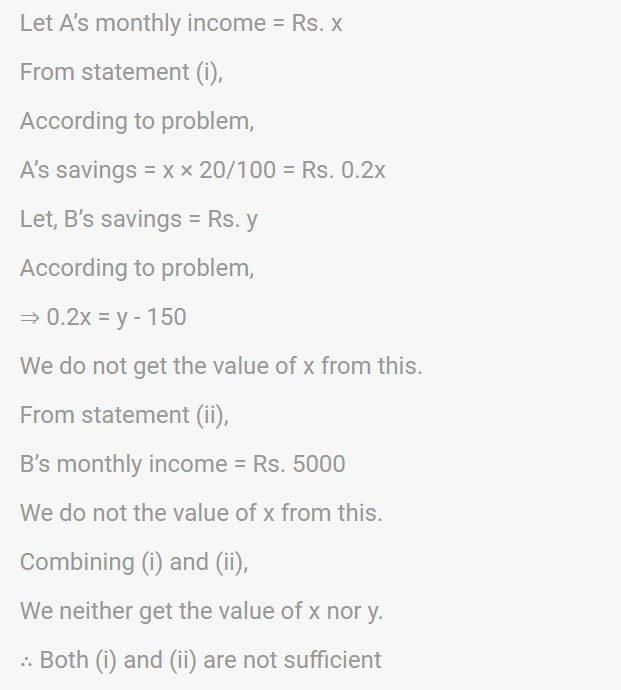 Let A’s monthly income = Rs. x
From statement (i),
According to problem,
A’s savings = x × 20/100 = Rs. 0.2x
Let, B’s savings = Rs. y
According to problem,
⇒ 0.2x = y - 150
We do not get the value of x from this.
From statement (ii),
B’s monthly income = Rs. 5000
We do not the value of x from this.
Combining (i) and (ii),
We neither get the value of x nor y.
∴ Both (i) and (ii) are not sufficient